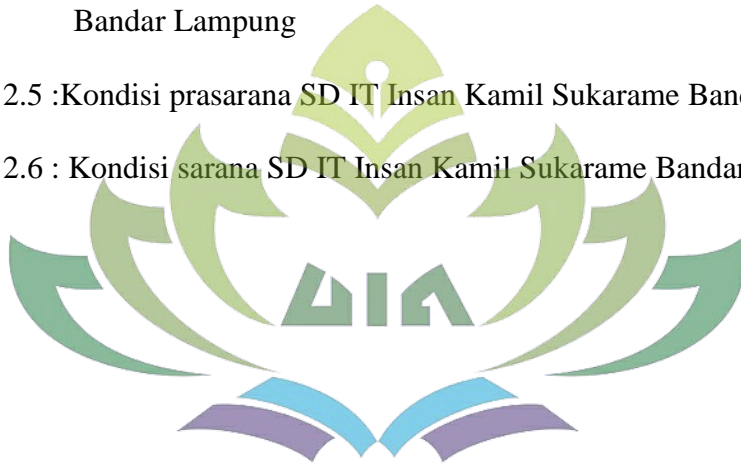 Bandar Lampung
2.5 :Kondisi prasarana SD IT Insan Kamil Sukarame
2.6 : Kondisi sarana SD IT Insan Kamil Sukarame Bandar
UIN